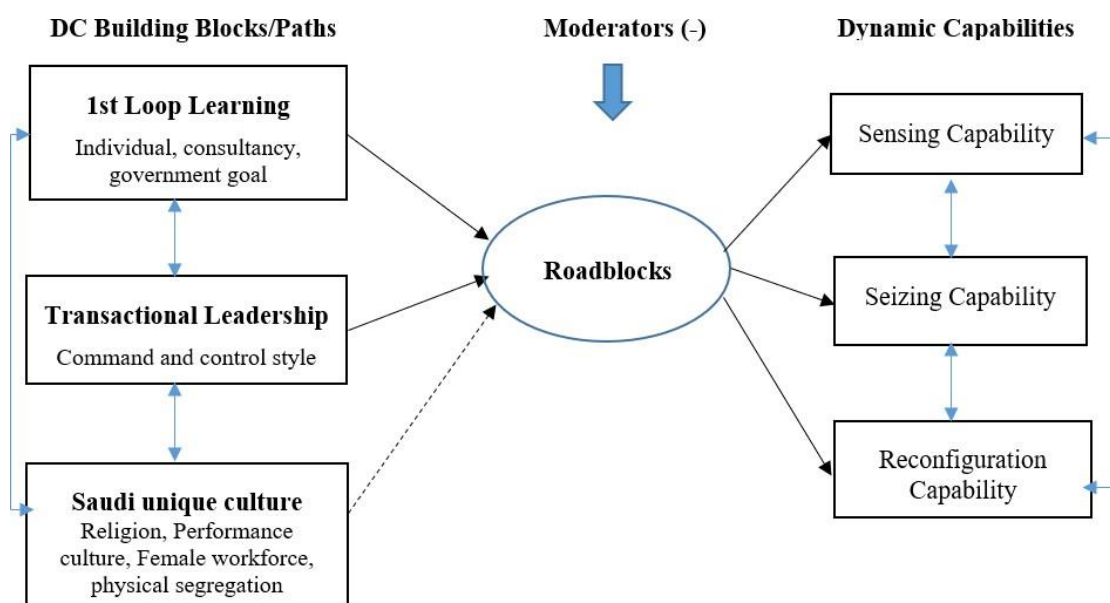 DC Building Blocks/Paths
Moderators (-)
Dynamic Capabilities
1st Loop Learning
Individual, consultancy,
government goal
Transactional Leadership
Command and control style
Saudi unique culture
Religion, Performance
culture, Female workforce,
physical segregation
Roadblocks
Sensing Capability
Seizing Capability
Reconfiguration
Capability